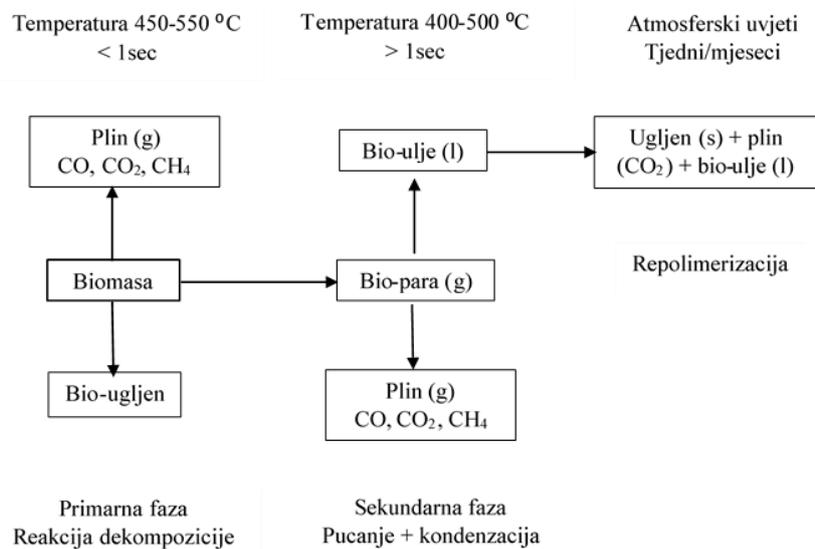 Temperatura 450-550 ⁰C
< 1sec
Temperatura 400-500 ⁰C
> 1sec
Atmosferski uvjeti
Tjedni/mjeseci
Plin (g)
CO, CO₂, CH₄
Bio-ulje (l)
Ugljen (s) + plin
(CO₂) + bio-ulje (l)
Biomasa
Bio-para (g)
Repolimerizacija
Bio-ugljen
Plin (g)
CO, CO₂, CH₄
Primarna faza
Reakcija dekompozicije
Sekundarna faza
Pucanje + kondenzacija